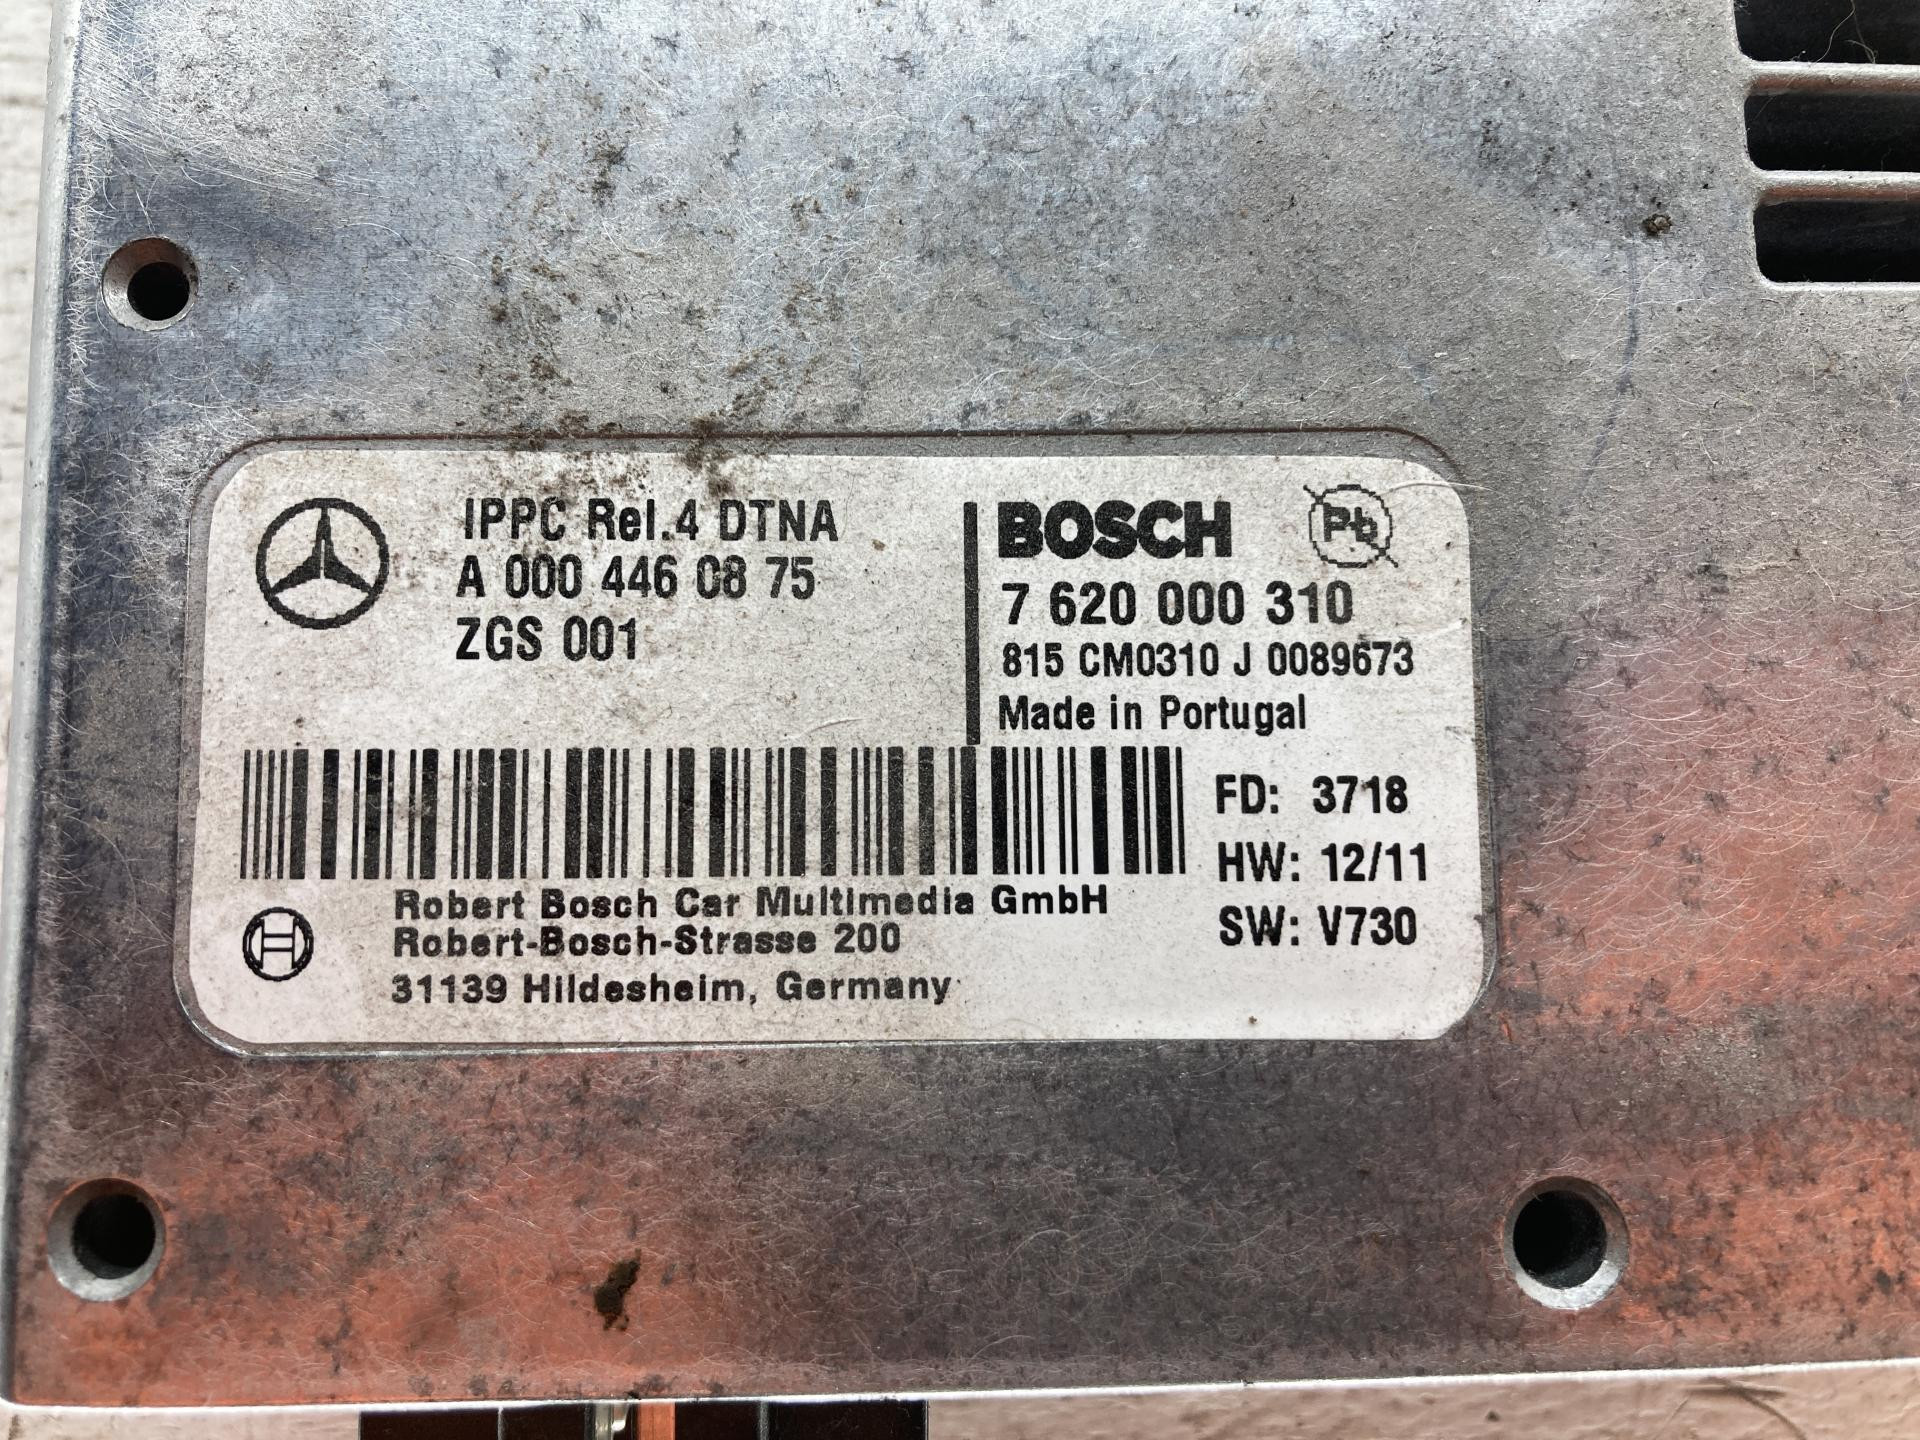 IPPC Rel.4 DTNA
A 000 446 08 75
ZGS 001
BOSCH
Pb
7 620 000 310
815 CM0310 J 0089673
Made in Portugal
FD: 3718
HW: 12/11
SW: V730
Robert Bosch Car Multimedia GmbH
Robert-Bosch-Strasse 200
31139 Hildesheim, Germany